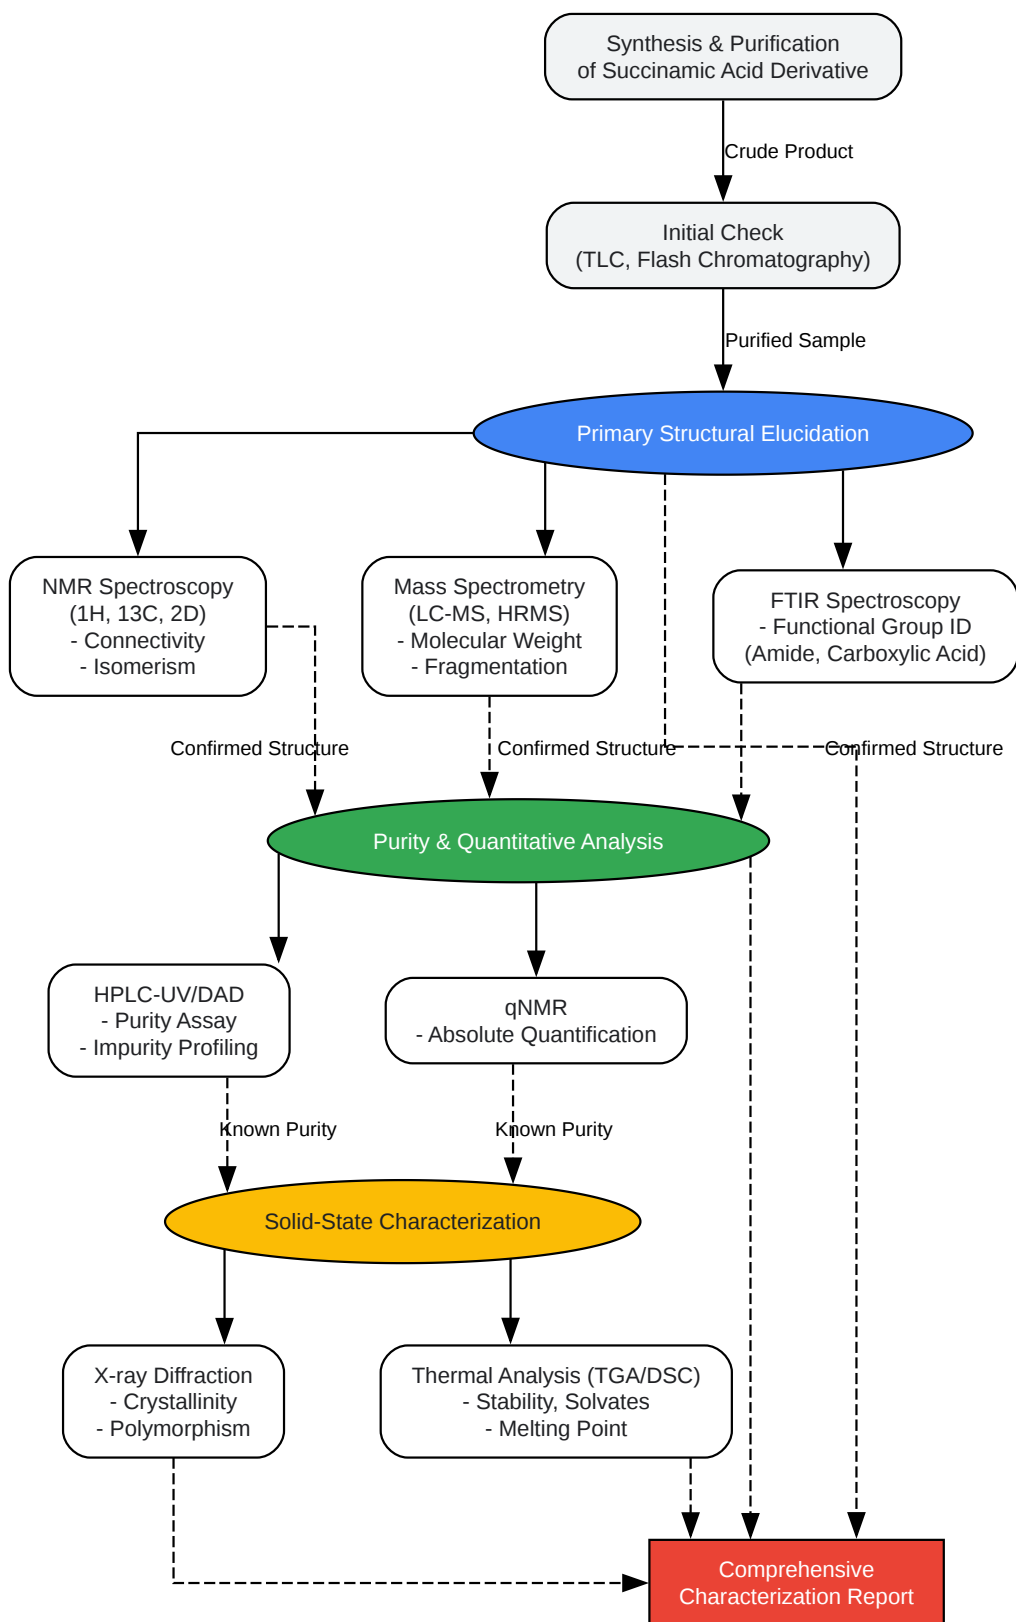 Synthesis & Purification
of Succinamic Acid Derivative
Crude Product
Initial Check
(TLC, Flash Chromatography)
Purified Sample
Primary Structural Elucidation
NMR Spectroscopy
(1H, 13C, 2D)
- Connectivity
- Isomerism
Mass Spectrometry
(LC-MS, HRMS)
- Molecular Weight
- Fragmentation
FTIR Spectroscopy
- Functional Group ID
(Amide, Carboxylic Acid)
Confirmed Structure
Confirmed Structure
Confirmed Structure
Purity & Quantitative Analysis
HPLC-UV/DAD
- Purity Assay
- Impurity Profiling
qNMR
- Absolute Quantification
Known Purity
Known Purity
Solid-State Characterization
X-ray Diffraction
- Crystallinity
- Polymorphism
Thermal Analysis (TGA/DSC)
- Stability, Solvates
- Melting Point
Comprehensive
Characterization Report